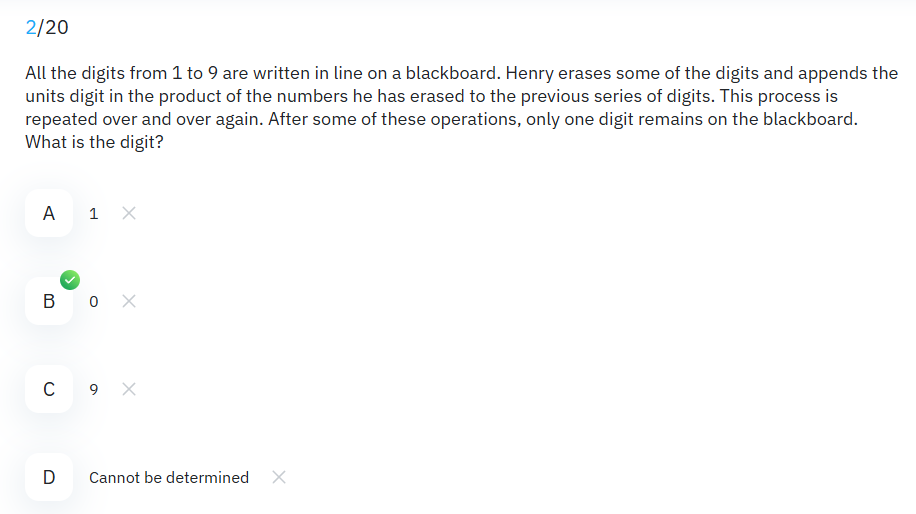 2/20
All the digits from 1 to 9 are written in line on a blackboard. Henry erases some of the digits and appends the
units digit in the product of the numbers he has erased to the previous series of digits. This process is
repeated over and over again. After some of these operations, only one digit remains on the blackboard.
What is the digit?
A 1
B 0
C 9
D Cannot be determined